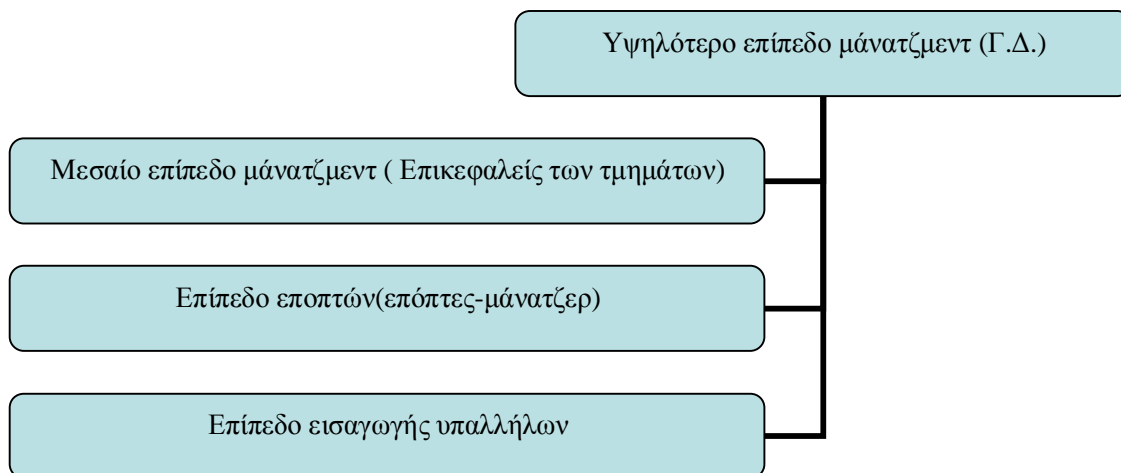 Υψηλότερο επίπεδο μάνατζμεντ (Γ.Δ.)
Μεσαίο επίπεδο μάνατζμεντ ( Επικεφαλείς των τμημάτων)
Επίπεδο εποπτών(επόπτες-μάνατζερ)
Επίπεδο εισαγωγής υπαλλήλων